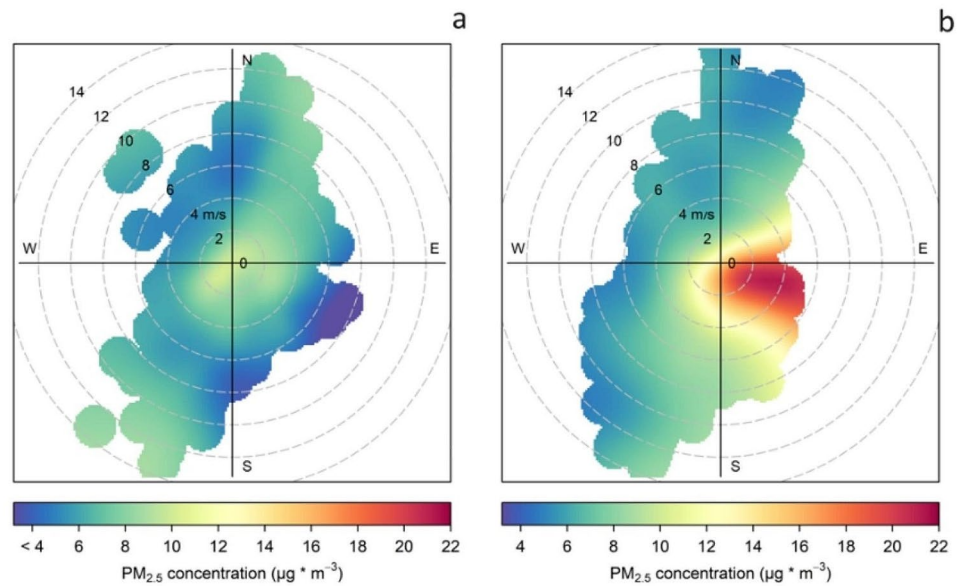 a
b
N
14
12
10
8
6
4 m/s
2
0
W
E
S
N
14
12
10
8
6
4 m/s
2
0
W
E
S
< 4 6 8 10 12 14 16 18 20 22
PM2.5 concentration (µg * m⁻³)
4 6 8 10 12 14 16 18 20 22
PM2.5 concentration (µg * m⁻³)